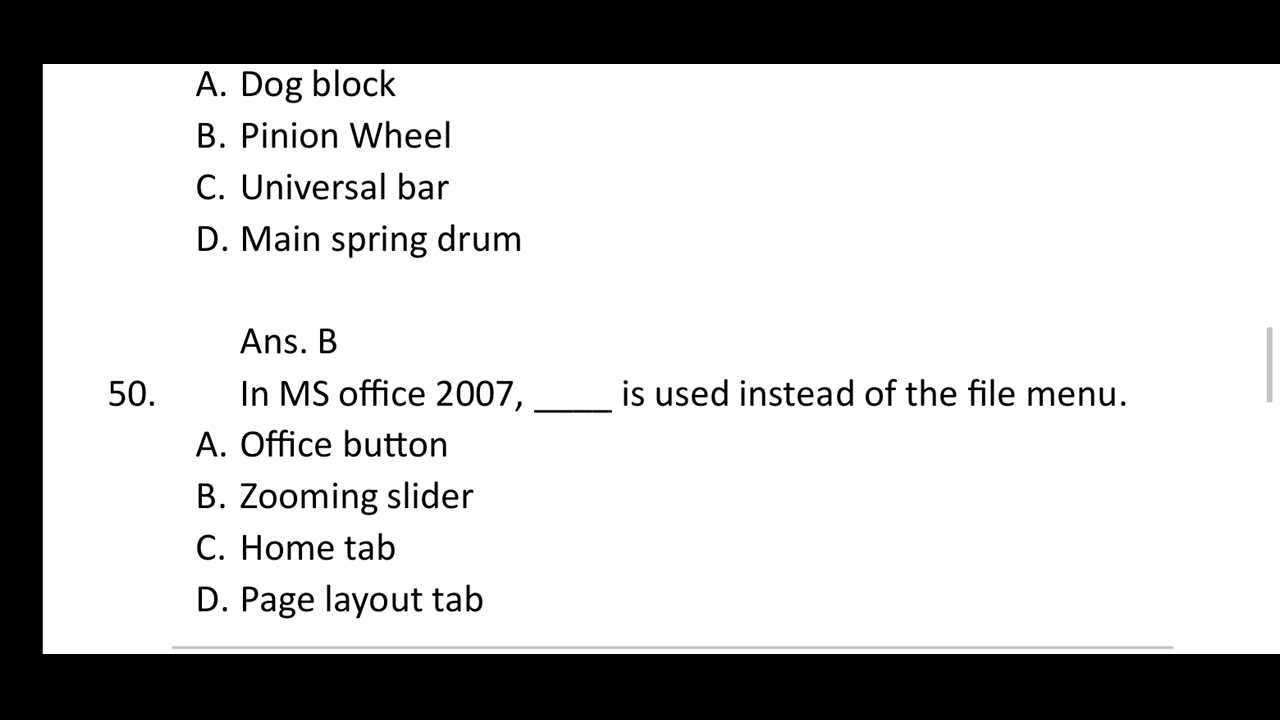 A. Dog block
B. Pinion Wheel
C. Universal bar
D. Main spring drum
Ans. B
50. In MS office 2007, ____ is used instead of the file menu.
A. Office button
B. Zooming slider
C. Home tab
D. Page layout tab